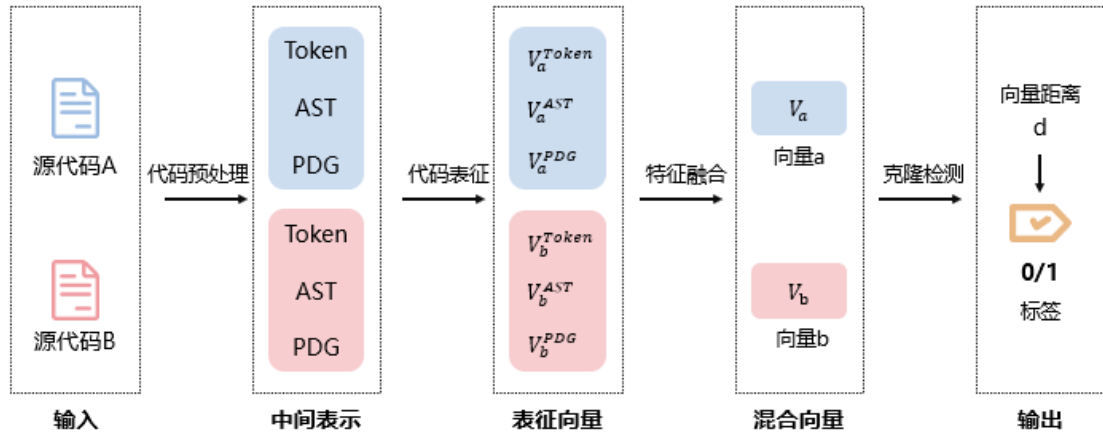 源代码A
源代码B
输入
代码预处理
Token
AST
PDG
Token
AST
PDG
中间表示
代码表征
V_a^{Token}
V_a^{AST}
V_a^{PDG}
V_b^{Token}
V_b^{AST}
V_b^{PDG}
表征向量
特征融合
V_a
向量a
V_b
向量b
混合向量
克隆检测
向量距离
d
0/1
标签
输出